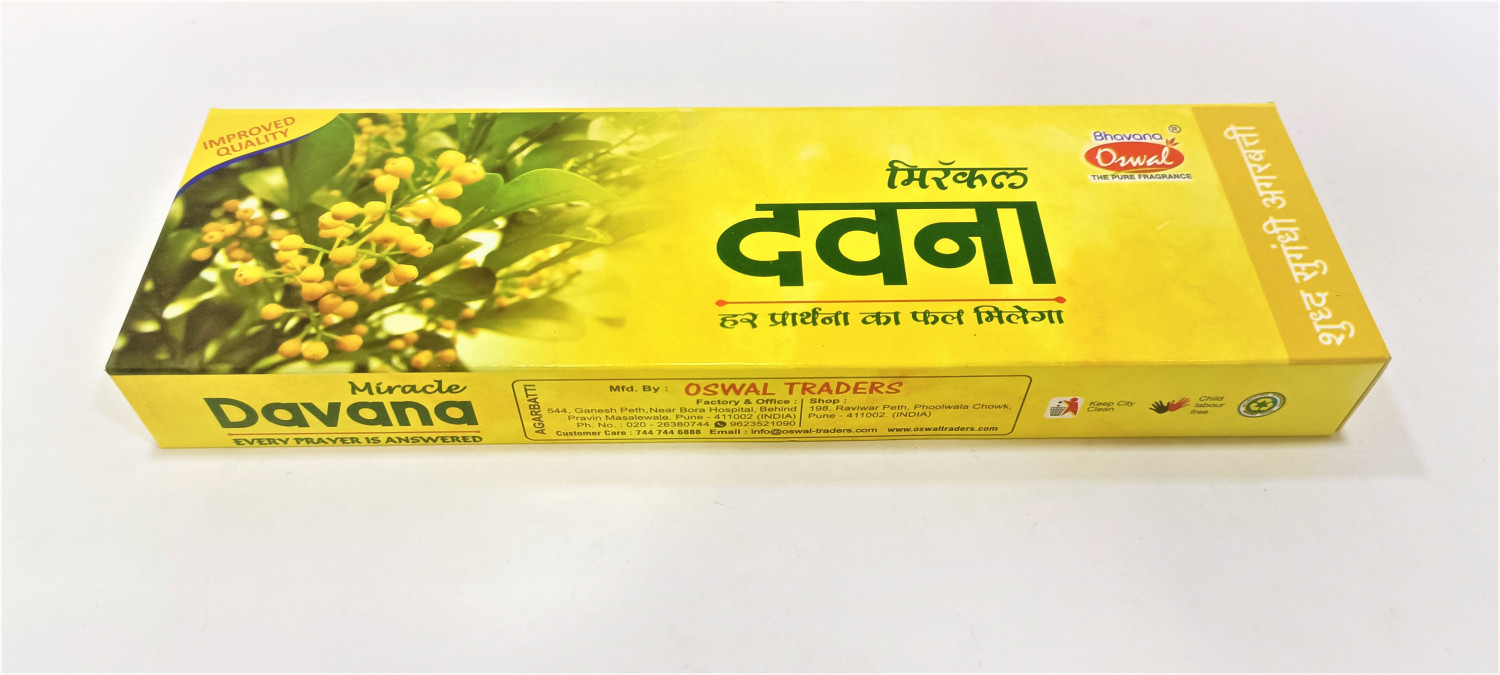 IMPROVED
QUALITY
Bhavana ®
Oswal
THE PURE FRAGRANCE
मिरॅकल
दवना
हर प्रार्थना का फल मिलेगा
शुध्द सुगंधी अगरबत्ती
Miracle
Davana
EVERY PRAYER IS ANSWERED
AGARBATTI
Mfd. By : OSWAL TRADERS
Factory & Office :
544, Ganesh Peth,Near Bora Hospital, Behind
Pravin Masalewale, Pune - 411002 (INDIA)
Ph. No. : 020 - 26380744 9623521090
Shop :
198, Raviwar Peth, Phoolwala Chowk,
Pune - 411002. (INDIA)
Customer Care : 744 744 6888 Email : info@oswal-traders.com www.oswaltraders.com
Keep City
Clean
Child
labour
free